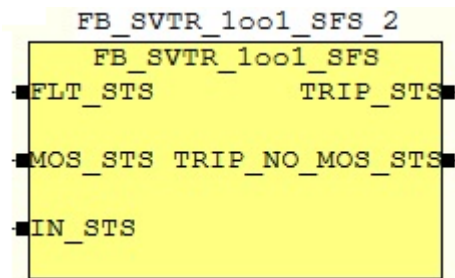 FB_SVTR_1oo1_SFS_2
FB_SVTR_1oo1_SFS
FLT_STS TRIP_STS
MOS_STS TRIP_NO_MOS_STS
IN_STS